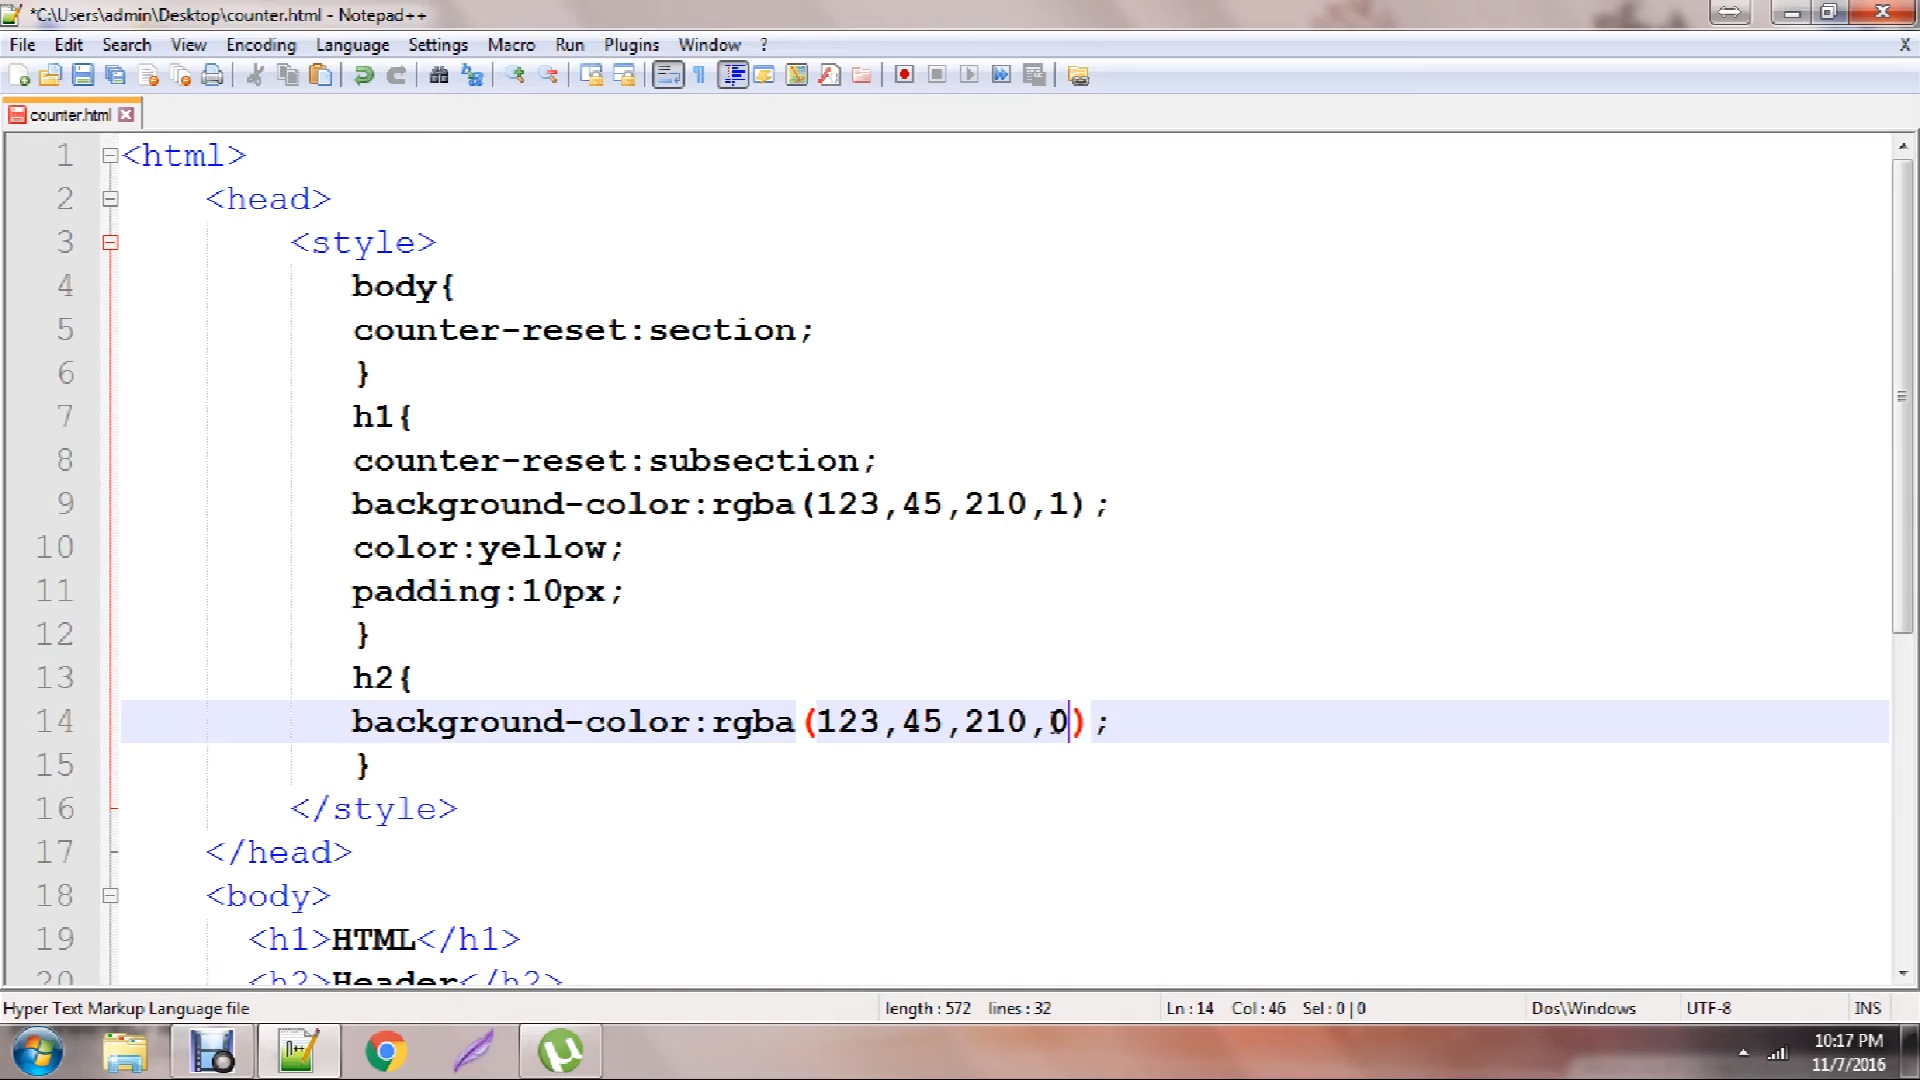 *C:\Users\admin\Desktop\counter.html - Notepad++
File Edit Search View Encoding Language Settings Macro Run Plugins Window ? X
counter.html
1 <html>
2 <head>
3 <style>
4 body{
5 counter-reset:section;
6 }
7 h1{
8 counter-reset:subsection;
9 background-color:rgba(123,45,210,1);
10 color:yellow;
11 padding:10px;
12 }
13 h2{
14 background-color:rgba(123,45,210,0);
15 }
16 </style>
17 </head>
18 <body>
19 <h1>HTML</h1>
20 <h2>Header</h2>
Hyper Text Markup Language file length : 572 lines : 32 Ln : 14 Col : 46 Sel : 0 | 0 Dos\Windows UTF-8 INS
10:17 PM
11/7/2016